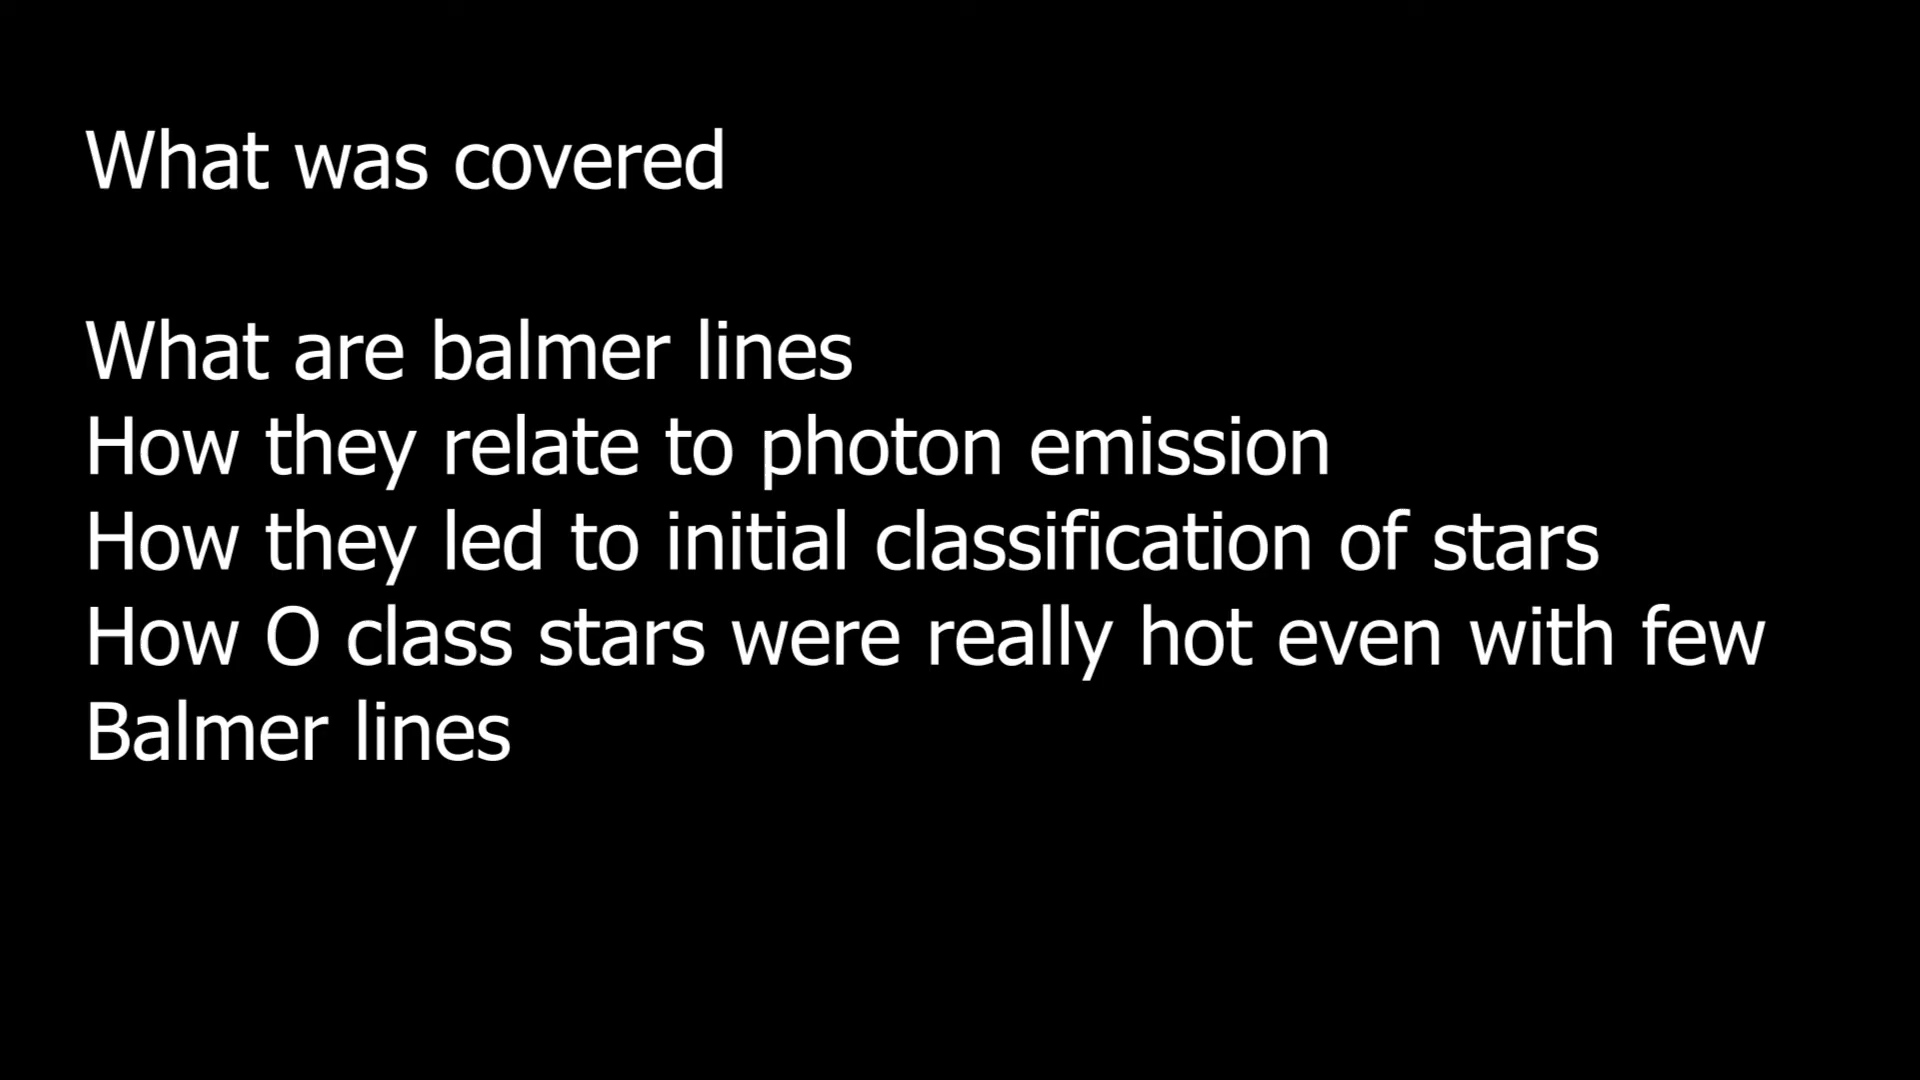 What was covered
What are balmer lines
How they relate to photon emission
How they led to initial classification of stars
How O class stars were really hot even with few
Balmer lines